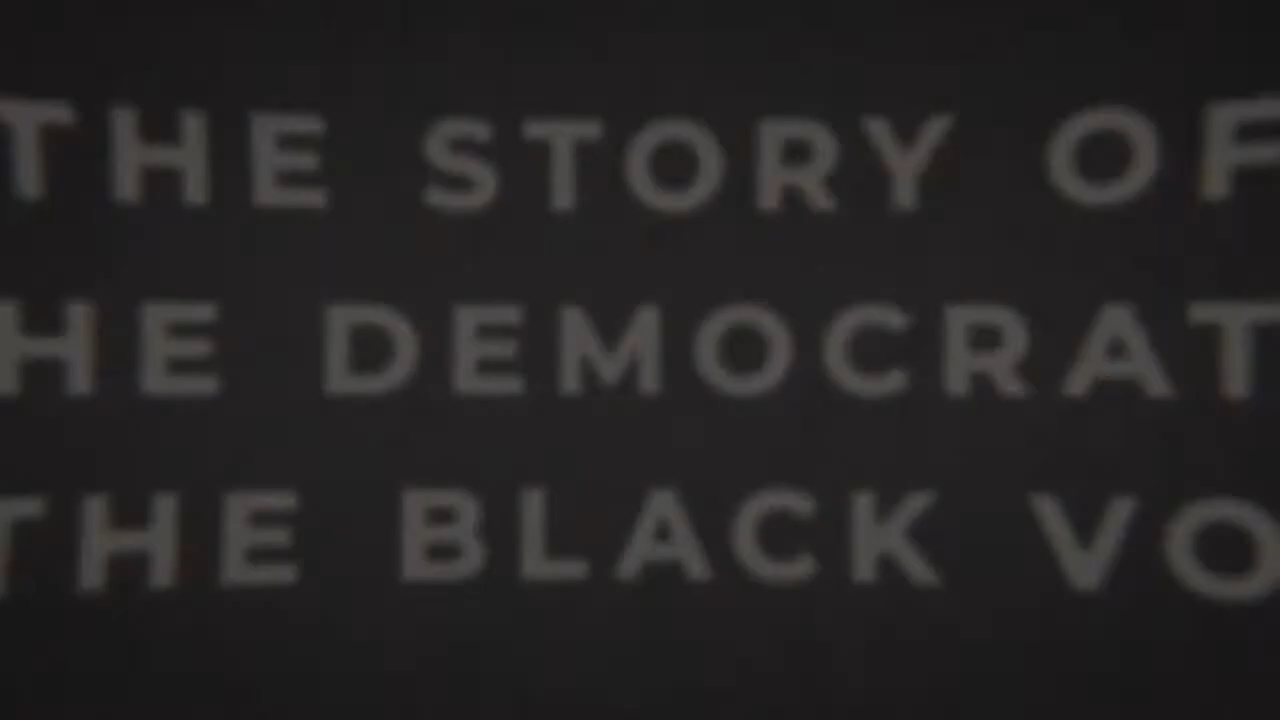 THE STORY OF
HE DEMOCRAT
THE BLACK VO